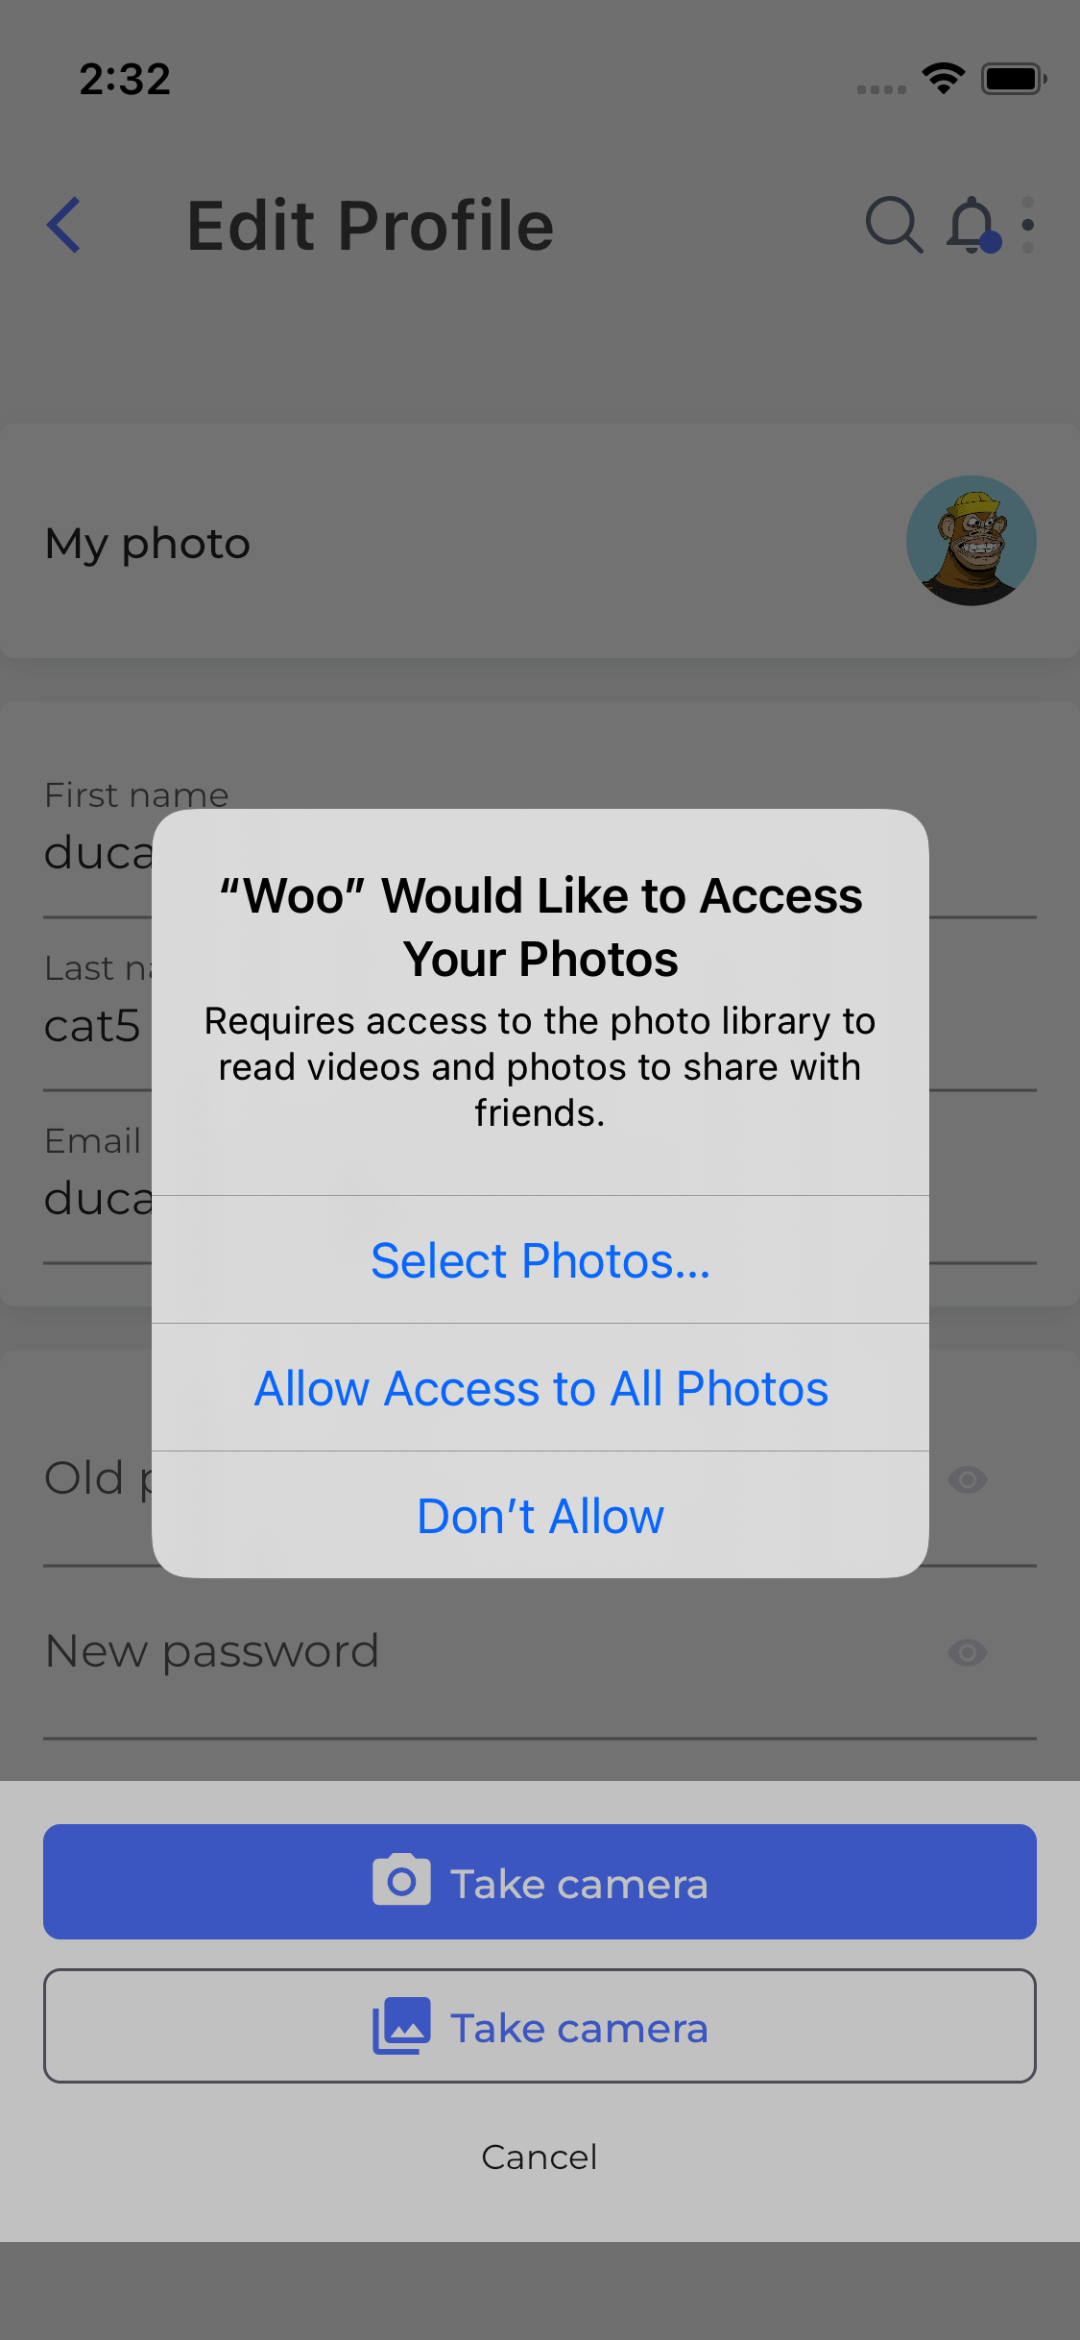 2:32
Edit Profile
My photo
First name
duca
Last n
cat5
Email
duca
“Woo” Would Like to Access
Your Photos
Requires access to the photo library to
read videos and photos to share with
friends.
Select Photos...
Allow Access to All Photos
Don’t Allow
Old
New password
Take camera
Take camera
Cancel